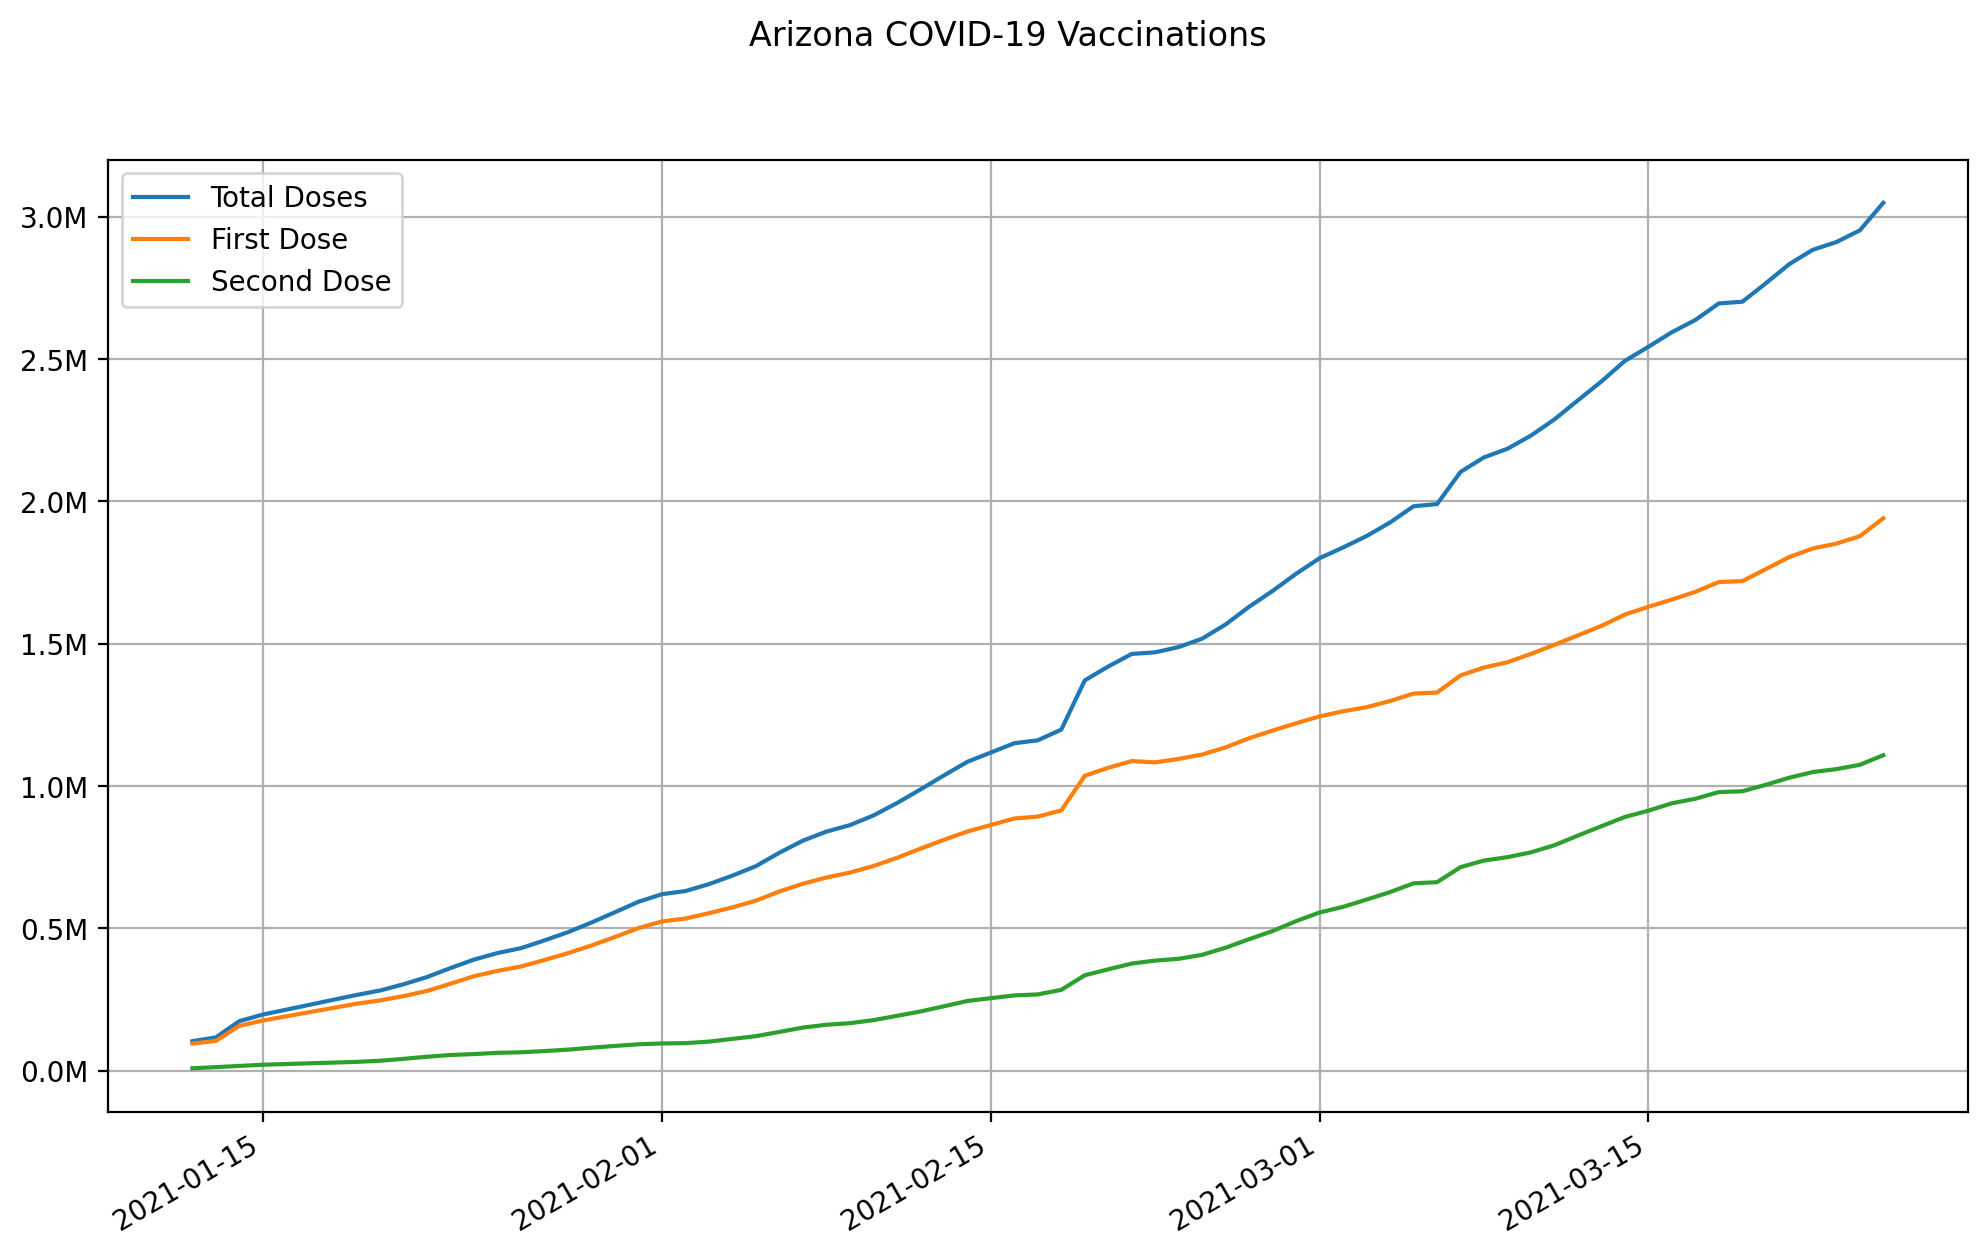 Arizona COVID-19 Vaccinations
Total Doses
First Dose
Second Dose
3.0M
2.5M
2.0M
1.5M
1.0M
0.5M
0.0M
2021-01-15
2021-02-01
2021-02-15
2021-03-01
2021-03-15